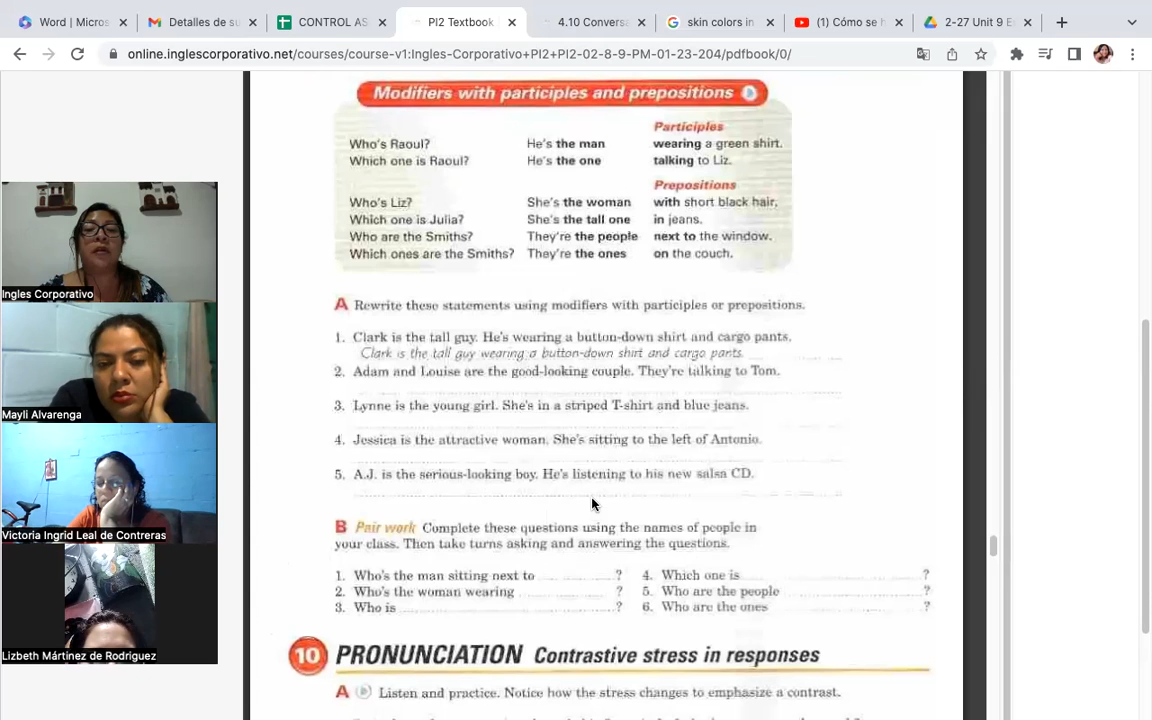 Word | Micros
Detalles de su
CONTROL AS
PI2 Textbook
4.10 Convers
skin colors in
(1) Cómo se h
2-27 Unit 9 E
online.inglescorporativo.net/courses/course-v1:Ingles-Corporativo+PI2+PI2-02-8-9-PM-01-23-204/pdfbook/0/
Modifiers with participles and prepositions
Participles
Who's Raoul? He's the man wearing a green shirt.
Which one is Raoul? He's the one talking to Liz.
Prepositions
Who's Liz? She's the woman with short black hair.
Which one is Julia? She's the tall one in jeans.
Who are the Smiths? They're the people next to the window.
Which ones are the Smiths? They're the ones on the couch.
A Rewrite these statements using modifiers with participles or prepositions.
1. Clark is the tall guy. He's wearing a button-down shirt and cargo pants.
Clark is the tall guy wearing a button-down shirt and cargo pants.
2. Adam and Louise are the good-looking couple. They're talking to Tom.
3. Lynne is the young girl. She's in a striped T-shirt and blue jeans.
4. Jessica is the attractive woman. She's sitting to the left of Antonio.
5. A.J. is the serious-looking boy. He's listening to his new salsa CD.
B Pair work Complete these questions using the names of people in
your class. Then take turns asking and answering the questions.
1. Who's the man sitting next to ? 4. Which one is ?
2. Who's the woman wearing ? 5. Who are the people ?
3. Who is ? 6. Who are the ones ?
10 PRONUNCIATION Contrastive stress in responses
A Listen and practice. Notice how the stress changes to emphasize a contrast.
Ingles Corporativo
Mayli Alvarenga
Victoria Ingrid Leal de Contreras
Lizbeth Mártinez de Rodriguez